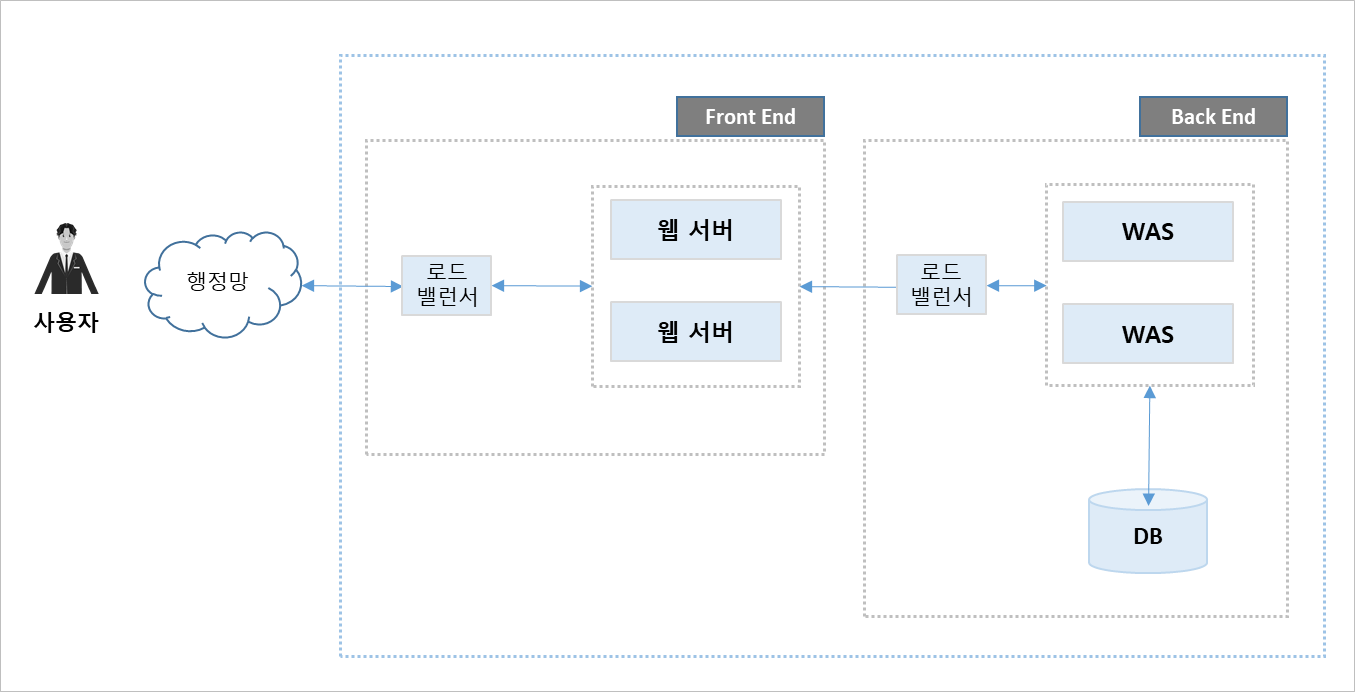 Front End
Back End
사용자
행정망
로드
밸런서
웹 서버
웹 서버
로드
밸런서
WAS
WAS
DB